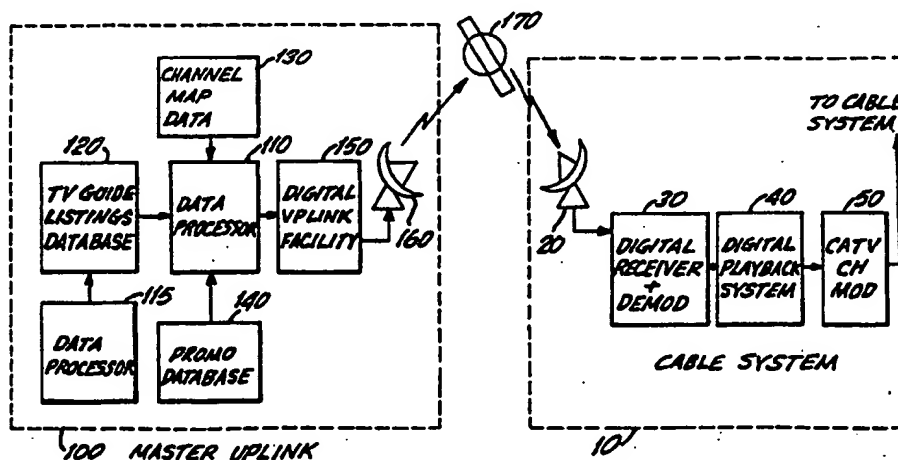 170
130
CHANNEL
MAP
DATA
TO CABLE
SYSTEM
120
TV GUIDE
LISTINGS
DATABASE
110
DATA
PROCESSOR
150
DIGITAL
UPLINK
FACILITY
160
20
30
DIGITAL
RECEIVER
+
DEMOD
40
DIGITAL
PLAYBACK
SYSTEM
50
CATV
CH
MOD
115
DATA
PROCESSOR
140
PROMO
DATABASE
CABLE SYSTEM
100 MASTER UPLINK
10